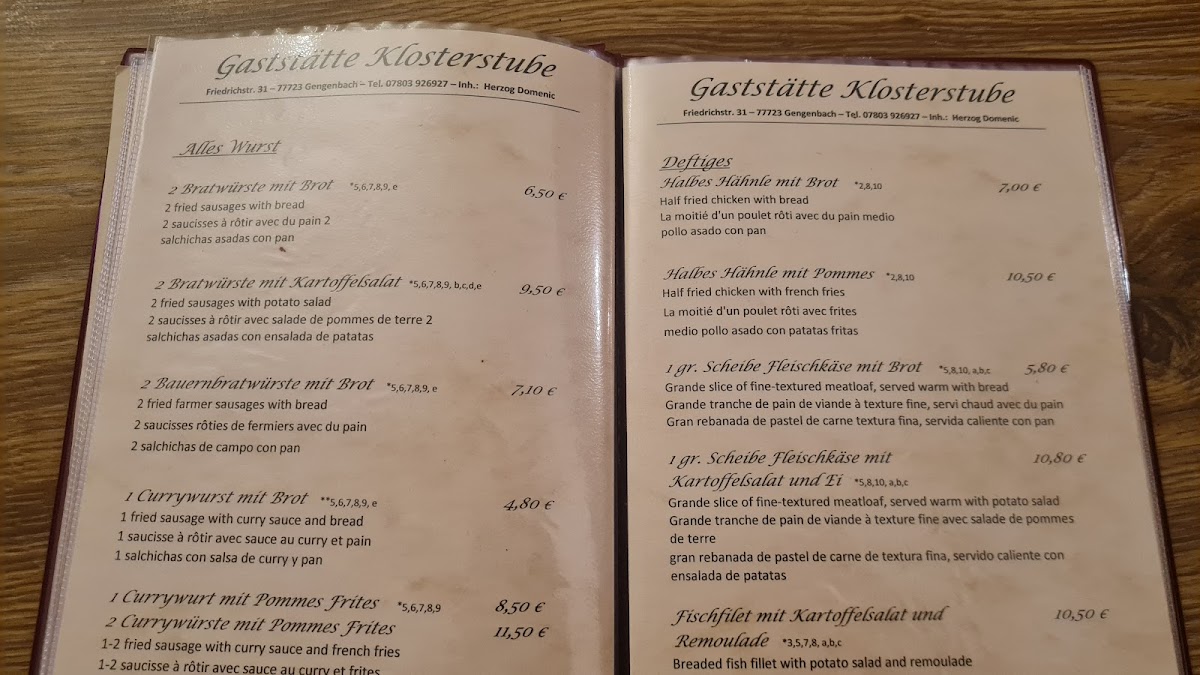 Gaststätte Klosterstube
Friedrichstr. 31 – 77723 Gengenbach – Tel. 07803 926927 – Inh.: Herzog Domenic
Alles Wurst
2 Bratwürste mit Brot *5,6,7,8,9, e 6,50 €
2 fried sausages with bread
2 saucisses à rôtir avec du pain 2
salchichas asadas con pan
2 Bratwürste mit Kartoffelsalat *5,6,7,8,9, b,c,d,e 9,50 €
2 fried sausages with potato salad
2 saucisses à rôtir avec salade de pommes de terre 2
salchichas asadas con ensalada de patatas
2 Bauernbratwürste mit Brot *5,6,7,8,9, e 7,10 €
2 fried farmer sausages with bread
2 saucisses rôties de fermiers avec du pain
2 salchichas de campo con pan
1 Currywurst mit Brot **5,6,7,8,9, e 4,80 €
1 fried sausage with curry sauce and bread
1 saucisse à rôtir avec sauce au curry et pain
1 salchichas con salsa de curry y pan
1 Currywurt mit Pommes Frites *5,6,7,8,9 8,50 €
2 Currywürste mit Pommes Frites 11,50 €
1-2 fried sausage with curry sauce and french fries
1-2 saucisse à rôtir avec sauce au curry et frites
Gaststätte Klosterstube
Friedrichstr. 31 – 77723 Gengenbach – Tel. 07803 926927 – Inh.: Herzog Domenic
Deftiges
Halbes Hähnle mit Brot *2,8,10 7,00 €
Half fried chicken with bread
La moitié d'un poulet rôti avec du pain medio
pollo asado con pan
Halbes Hähnle mit Pommes *2,8,10 10,50 €
Half fried chicken with french fries
La moitié d'un poulet rôti avec frites
medio pollo asado con patatas fritas
1 gr. Scheibe Fleischkäse mit Brot *5,8,10, a,b,c 5,80 €
Grande slice of fine-textured meatloaf, served warm with bread
Grande tranche de pain de viande à texture fine, servi chaud avec du pain
Gran rebanada de pastel de carne textura fina, servida caliente con pan
1 gr. Scheibe Fleischkäse mit 10,80 €
Kartoffelsalat und Ei *5,8,10, a,b,c
Grande slice of fine-textured meatloaf, served warm with potato salad
Grande tranche de pain de viande à texture fine avec salade de pommes
de terre
gran rebanada de pastel de carne de textura fina, servido caliente con
ensalada de patatas
Fischfilet mit Kartoffelsalat und 10,50 €
Remoulade *3,5,7,8, a,b,c
Breaded fish fillet with potato salad and remoulade